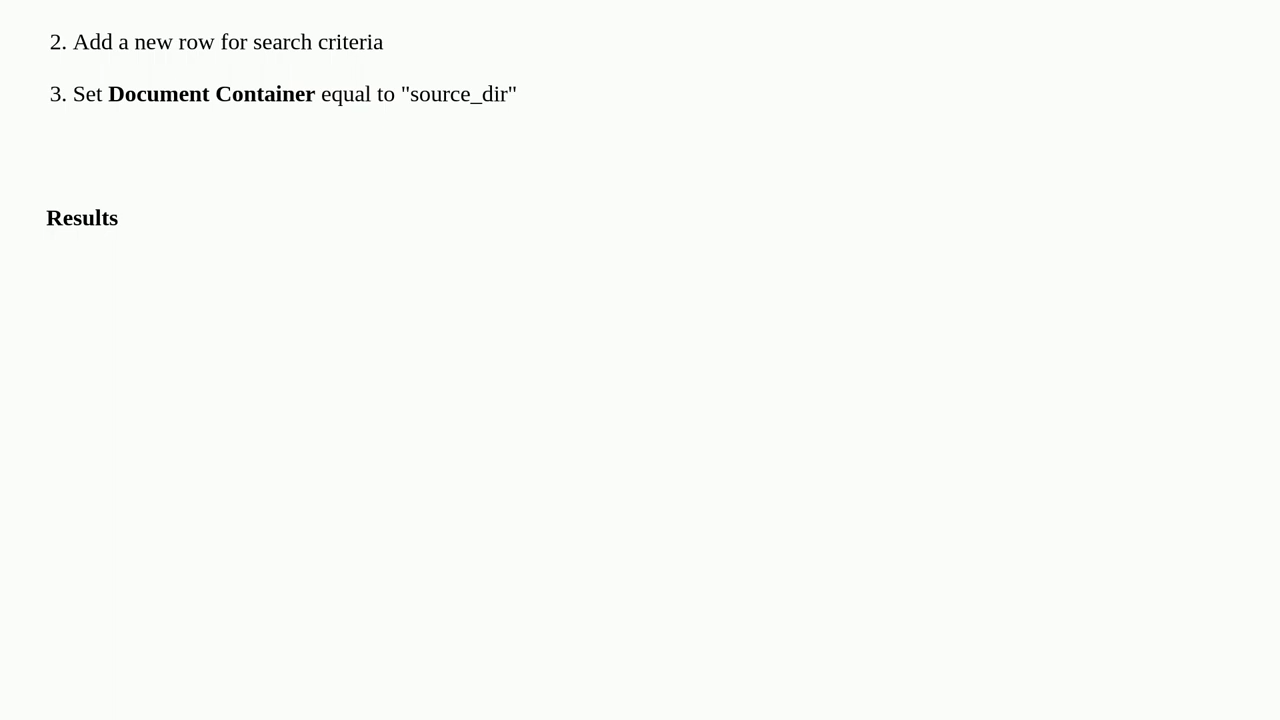 2. Add a new row for search criteria
3. Set Document Container equal to "source_dir"
Results